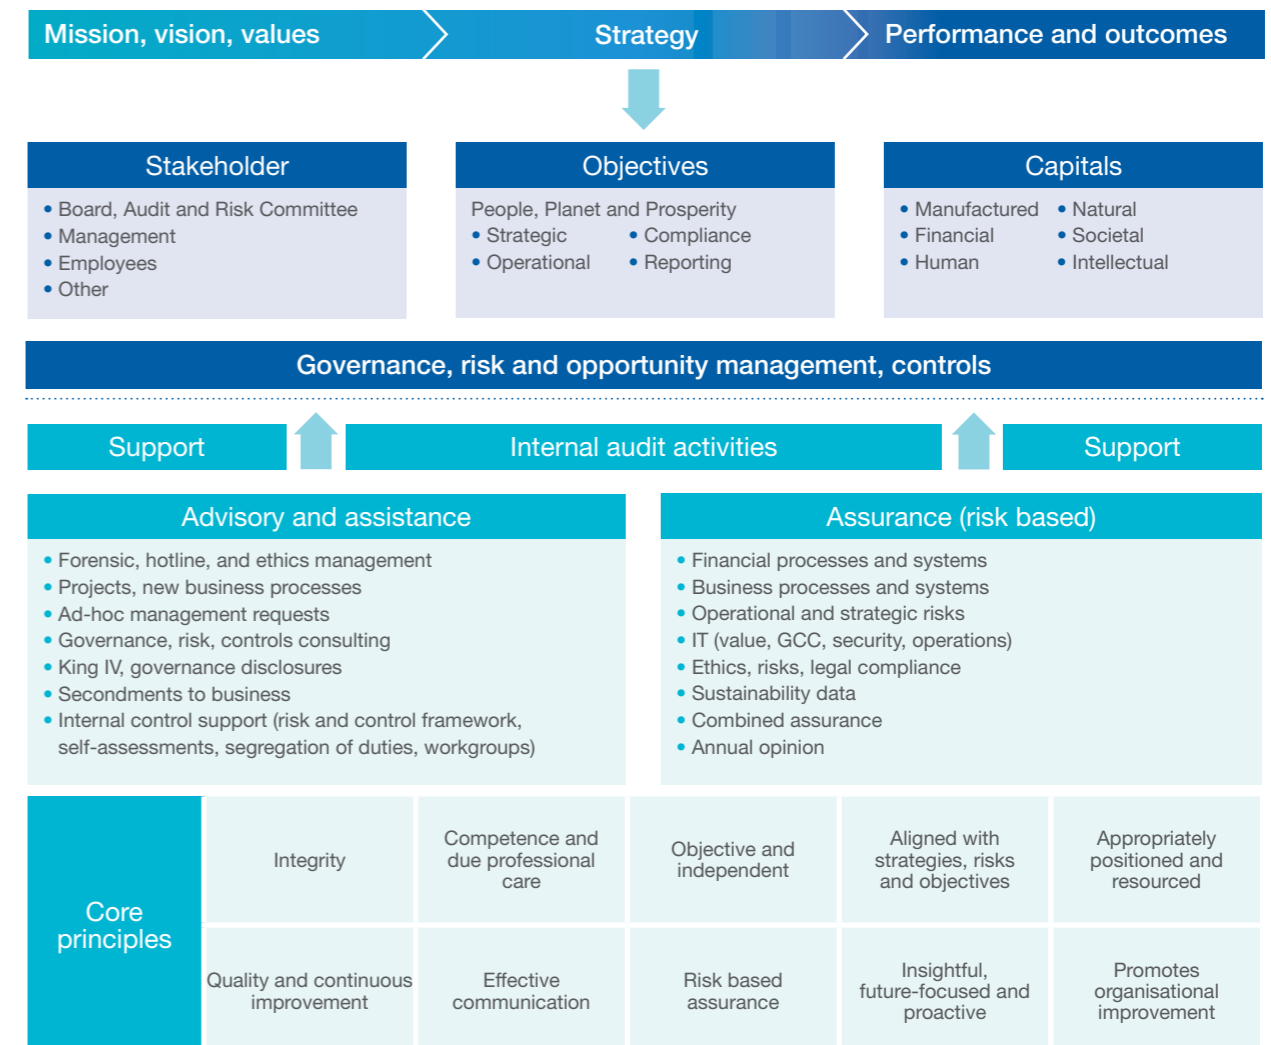 Mission, vision, values
Strategy
Performance and outcomes
Stakeholder
• Board, Audit and Risk Committee
• Management
• Employees
• Other
Objectives
People, Planet and Prosperity
• Strategic
• Compliance
• Operational
• Reporting
Capitals
• Manufactured
• Natural
• Financial
• Societal
• Human
• Intellectual
Governance, risk and opportunity management, controls
Support
Internal audit activities
Support
Advisory and assistance
• Forensic, hotline, and ethics management
• Projects, new business processes
• Ad-hoc management requests
• Governance, risk, controls consulting
• King IV, governance disclosures
• Secondments to business
• Internal control support (risk and control framework,
self-assessments, segregation of duties, workgroups)
Assurance (risk based)
• Financial processes and systems
• Business processes and systems
• Operational and strategic risks
• IT (value, GCC, security, operations)
• Ethics, risks, legal compliance
• Sustainability data
• Combined assurance
• Annual opinion
Core
principles
Integrity
Competence and
due professional
care
Objective and
independent
Aligned with
strategies, risks
and objectives
Appropriately
positioned and
resourced
Quality and continuous
improvement
Effective
communication
Risk based
assurance
Insightful,
future-focused and
proactive
Promotes
organisational
improvement